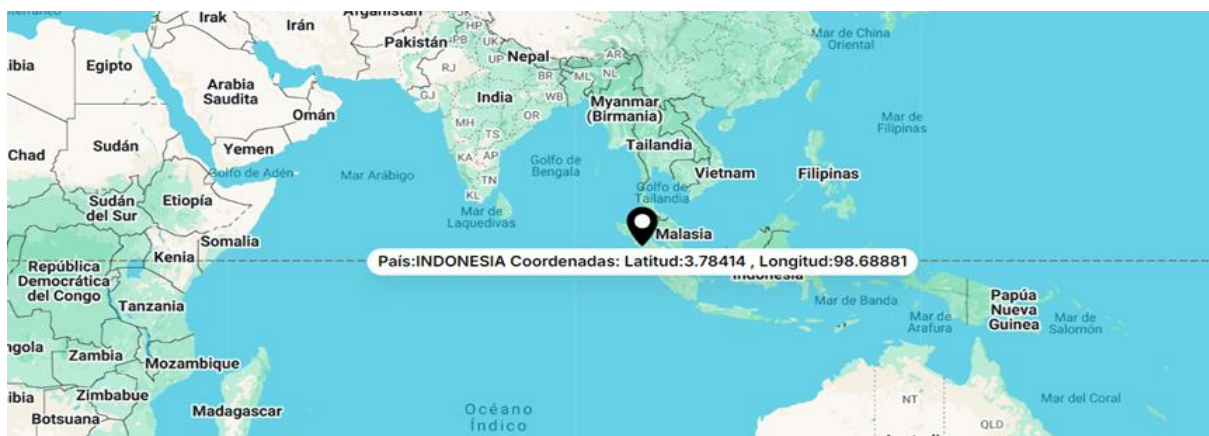 Irak
Irán
Pakistán
HP
PB
UK
Nepal
UP
RJ
AR
Mar de China
Oriental
Egipto
Arabia
Saudita
Omán
GJ
India
BR
ML
NL
WB
OR
Myanmar
(Birmania)
MH
TS
Mar de
Filipinas
Chad
Sudán
Yemen
Golfo de Adén
Mar Arábigo
KA
AP
Golfo de
Bengala
Tailandia
TN
KL
Golfo de
Tailandia
Vietnam
Filipinas
Sudán
del Sur
Etiopía
Mar de
Laquedivas
Somalia
Malasia
Kenia
País:INDONESIA Coordenadas: Latitud:3.78414 , Longitud:98.68881
República
Democrática
del Congo
Indonesia
Tanzania
Mar de Banda
Papúa
Nueva
Guinea
Mar de
Arafura
Mar de
Salomón
Zambia
Mozambique
Zimbabue
Botsuana
Madagascar
Océano
Índico
NT
QLD
Mar del Coral